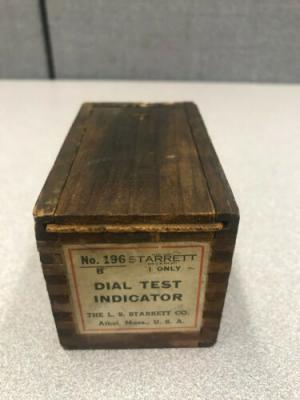 No. 196 STARRETT
B 1 ONLY
DIAL TEST
INDICATOR
THE L. S. STARRETT CO.
Athol, Mass., U. S. A.